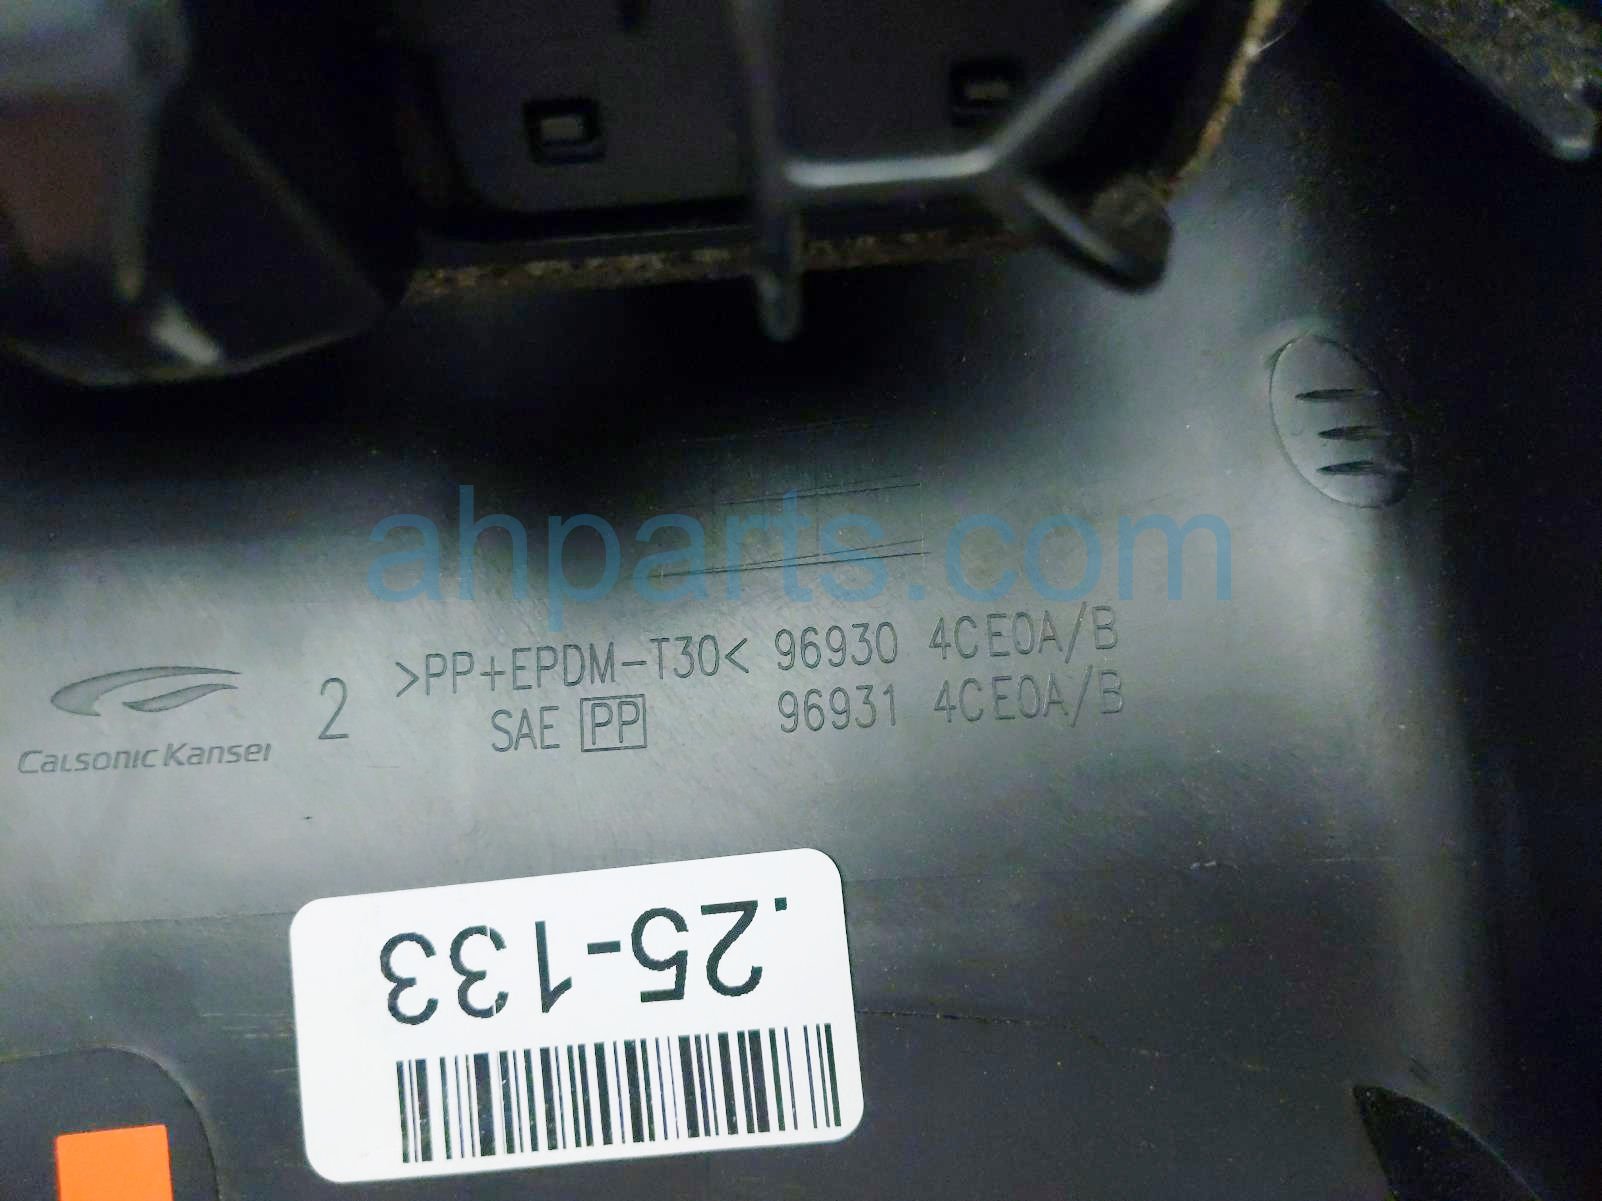 ahparts.com
>PP+EPDM-T30< 96930 4CE0A/B
2
SAE PP 96931 4CE0A/B
Calsonic Kansei
.25-133